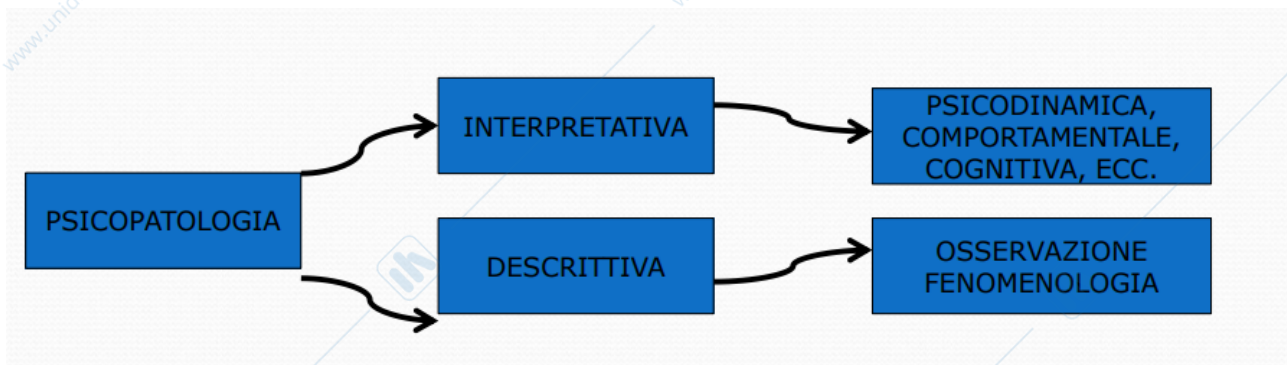 PSICOPATOLOGIA
INTERPRETATIVA
PSICODINAMICA,
COMPORTAMENTALE,
COGNITIVA, ECC.
DESCRITTIVA
OSSERVAZIONE
FENOMENOLOGIA